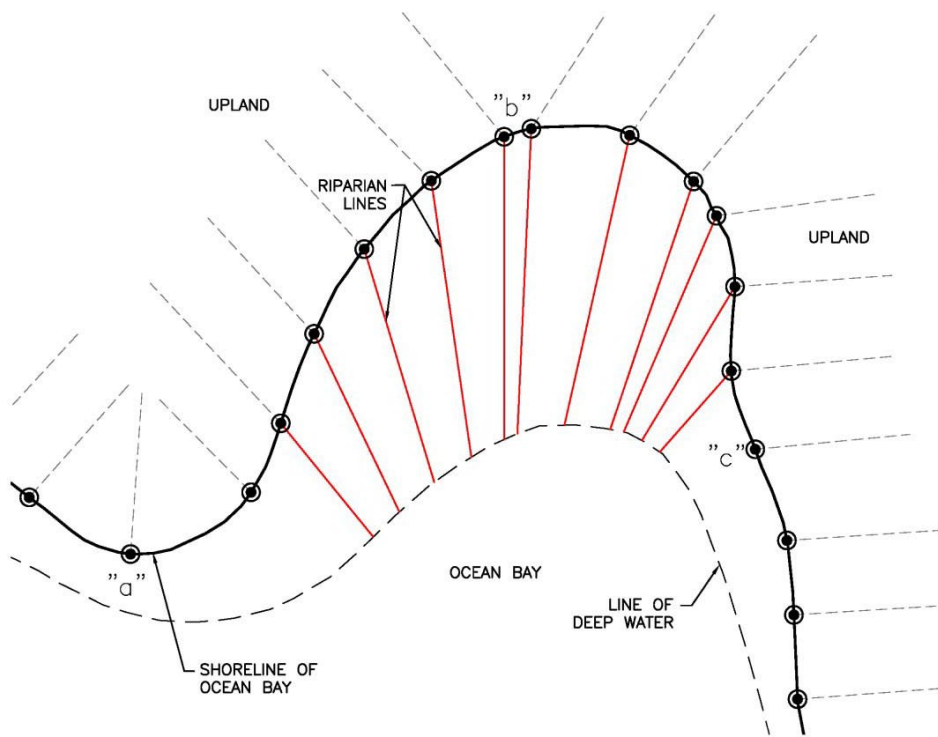 "b"
UPLAND
RIPARIAN
LINES
UPLAND
"c"
OCEAN BAY
"a"
LINE OF
DEEP WATER
SHORELINE OF
OCEAN BAY